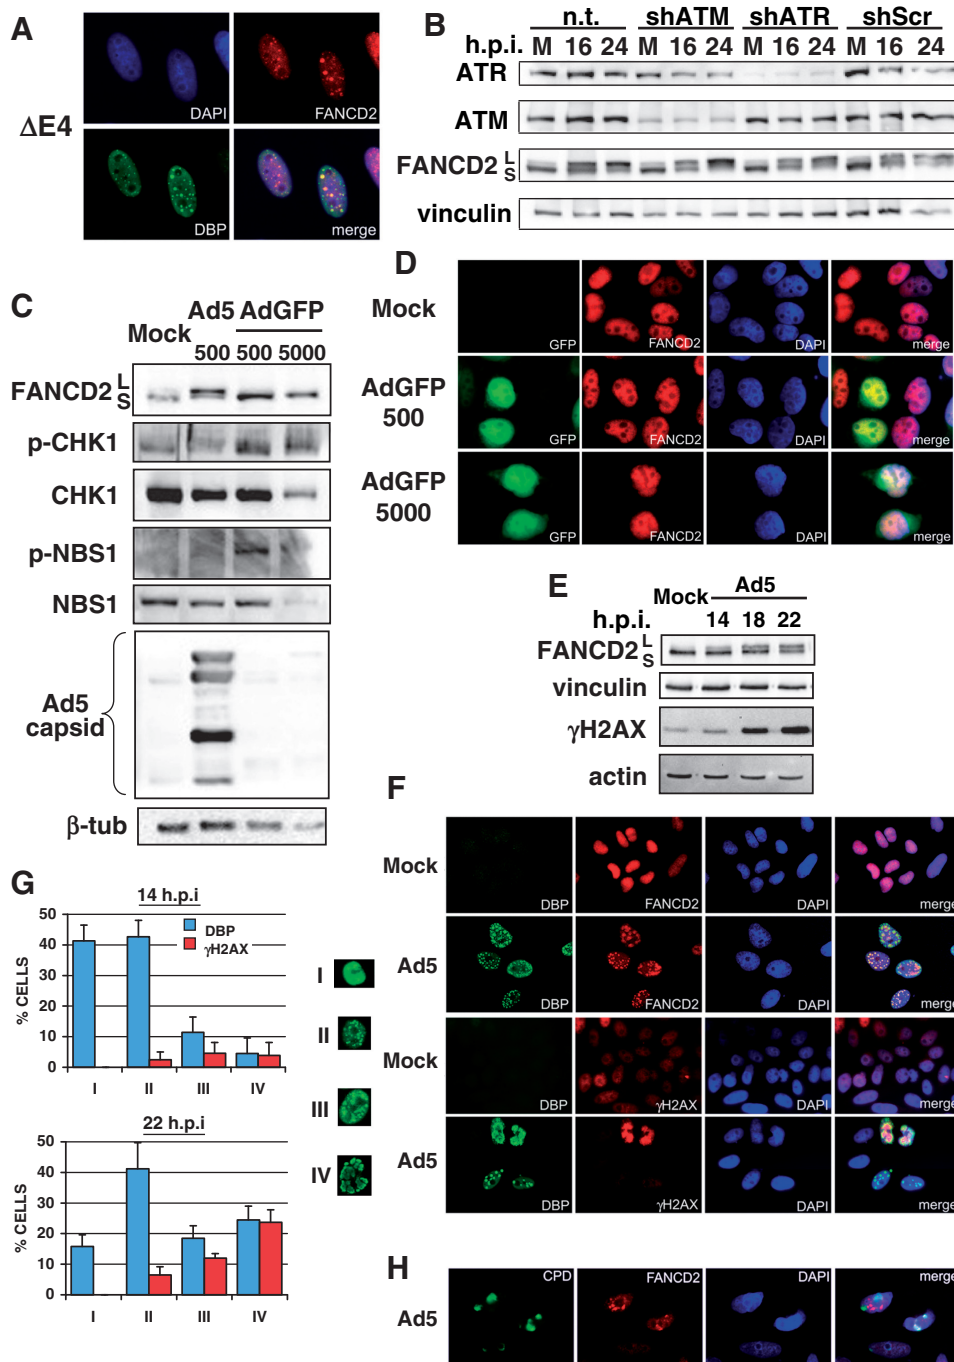 A
DAPI
FANCD2
ΔE4
DBP
merge
B
n.t. shATM shATR shScr
h.p.i. M 16 24 M 16 24 M 16 24 M 16 24
ATR
ATM
FANCD2 L S
vinculin
C
Mock Ad5 AdGFP
500 500 5000
FANCD2 L S
p-CHK1
CHK1
p-NBS1
NBS1
Ad5 capsid
β-tub
D
Mock
GFP FANCD2 DAPI merge
AdGFP 500
GFP FANCD2 DAPI merge
AdGFP 5000
GFP FANCD2 DAPI merge
E
Mock Ad5
h.p.i. 14 18 22
FANCD2 L S
vinculin
γH2AX
actin
F
Mock
DBP FANCD2 DAPI merge
Ad5
DBP FANCD2 DAPI merge
Mock
DBP γH2AX DAPI merge
Ad5
DBP γH2AX DAPI merge
G
14 h.p.i
% CELLS
50
40
30
20
10
0
DBP
γH2AX
I II III IV
22 h.p.i
% CELLS
50
40
30
20
10
0
I II III IV
I
II
III
IV
H
Ad5
CPD FANCD2 DAPI merge